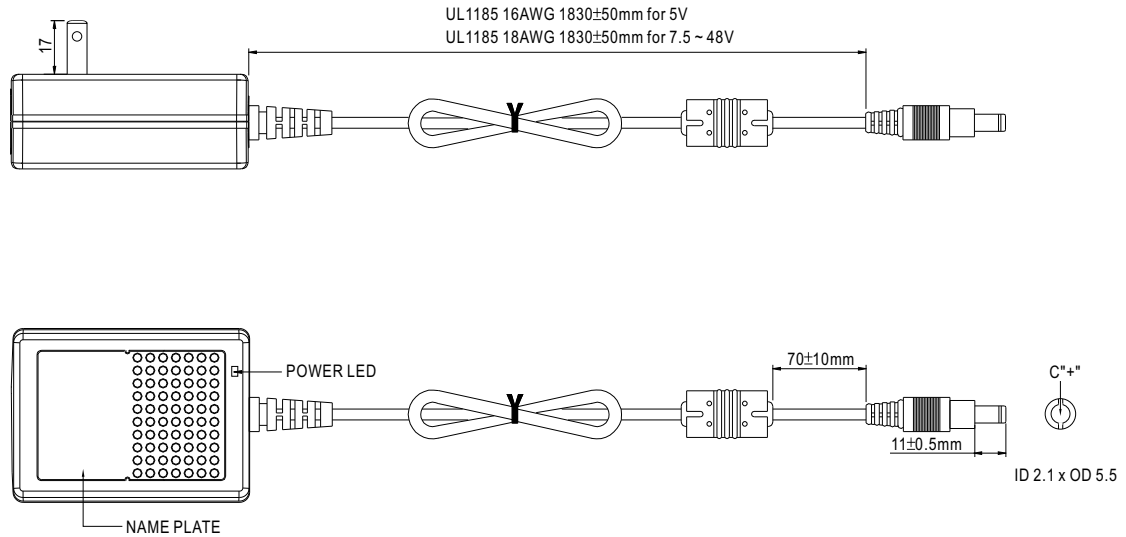 UL1185 16AWG 1830±50mm for 5V
UL1185 18AWG 1830±50mm for 7.5 ~ 48V
17
POWER LED
70±10mm
C"+"
11±0.5mm
ID 2.1 x OD 5.5
NAME PLATE